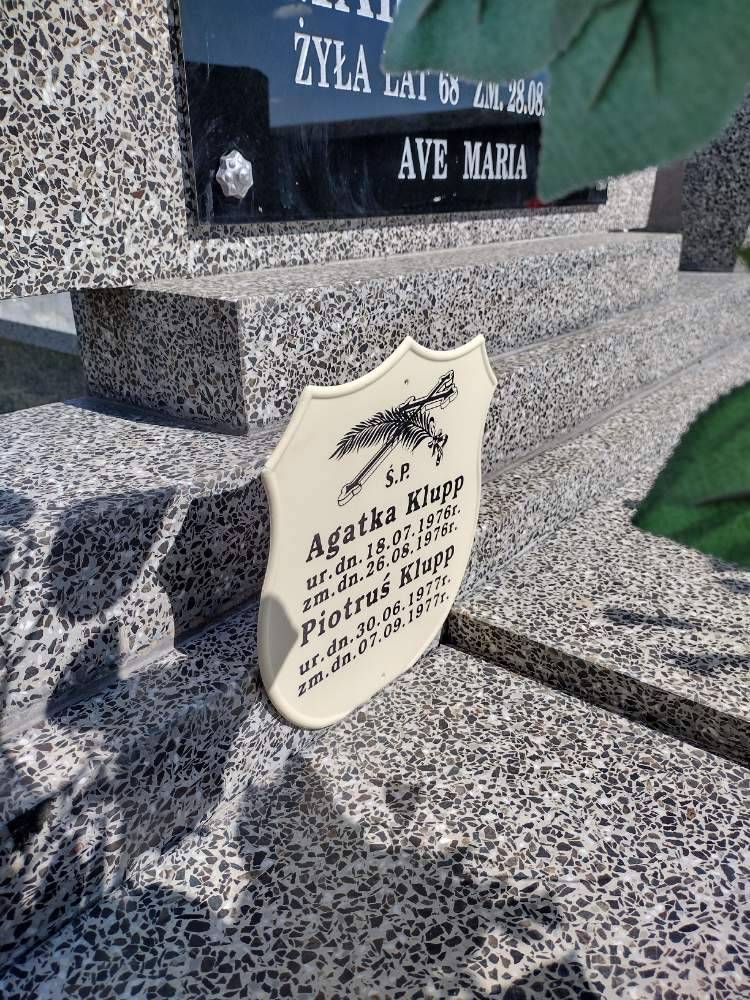 ŻYŁA LAT 68 ZM. 28.08.
AVE MARIA
Ś.P.
Agatka Klupp
ur.dn.18.07.1976r.
zm.dn.26.08.1976r.
Piotruś Klupp
ur.dn.30.06.1977r.
zm.dn.07.09.1977r.